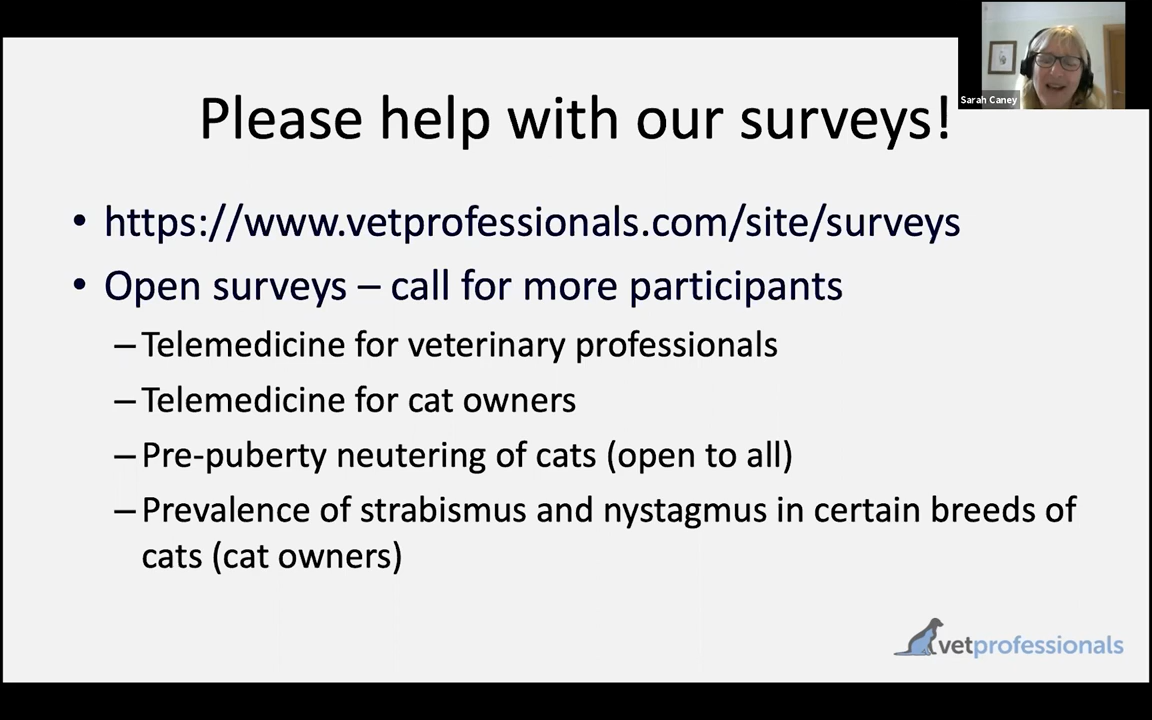 Sarah Caney
Please help with our surveys!
• https://www.vetprofessionals.com/site/surveys
• Open surveys – call for more participants
– Telemedicine for veterinary professionals
– Telemedicine for cat owners
– Pre-puberty neutering of cats (open to all)
– Prevalence of strabismus and nystagmus in certain breeds of
cats (cat owners)
vetprofessionals